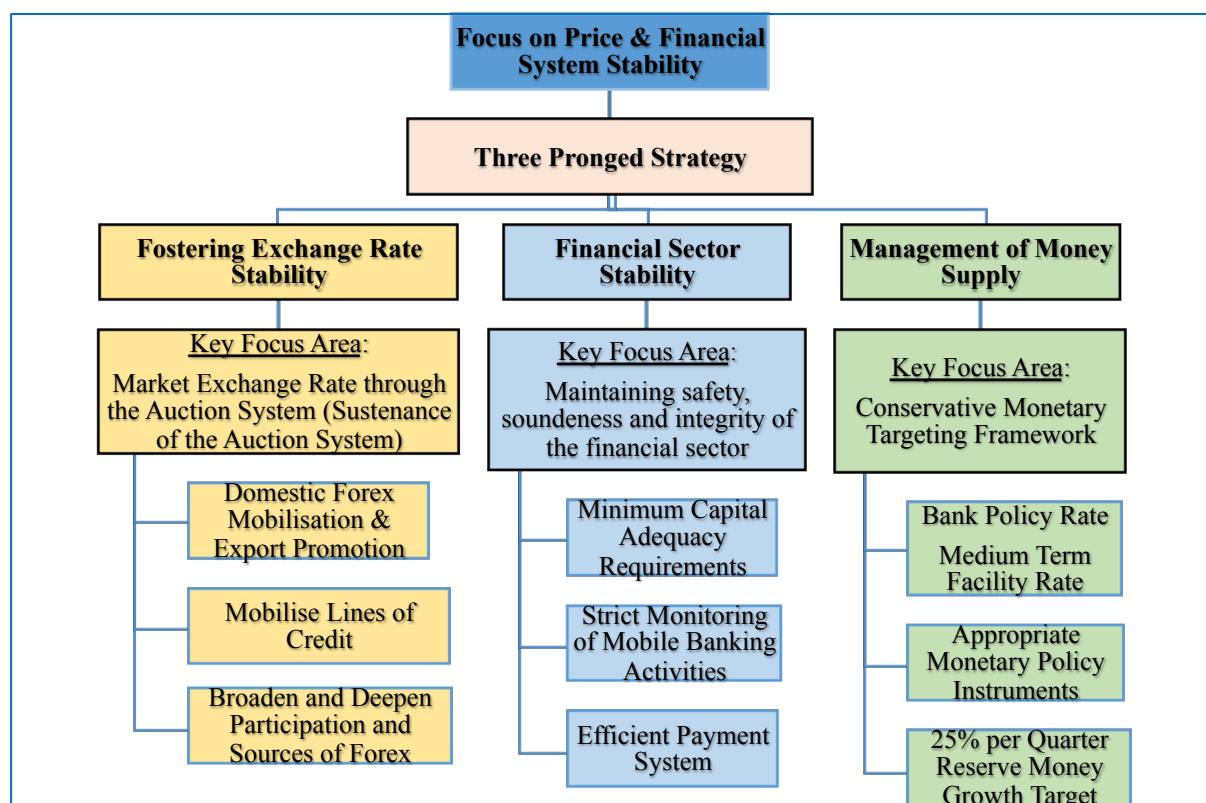 Focus on Price & Financial
System Stability
Three Pronged Strategy
Fostering Exchange Rate
Stability
Key Focus Area:
Market Exchange Rate through
the Auction System (Sustenance
of the Auction System)
Domestic Forex
Mobilisation &
Export Promotion
Mobilise Lines of
Credit
Broaden and Deepen
Participation and
Sources of Forex
Financial Sector
Stability
Key Focus Area:
Maintaining safety,
soundeness and integrity of
the financial sector
Minimum Capital
Adequacy
Requirements
Strict Monitoring
of Mobile Banking
Activities
Efficient Payment
System
Management of Money
Supply
Key Focus Area:
Conservative Monetary
Targeting Framework
Bank Policy Rate
Medium Term
Facility Rate
Appropriate
Monetary Policy
Instruments
25% per Quarter
Reserve Money
Growth Target